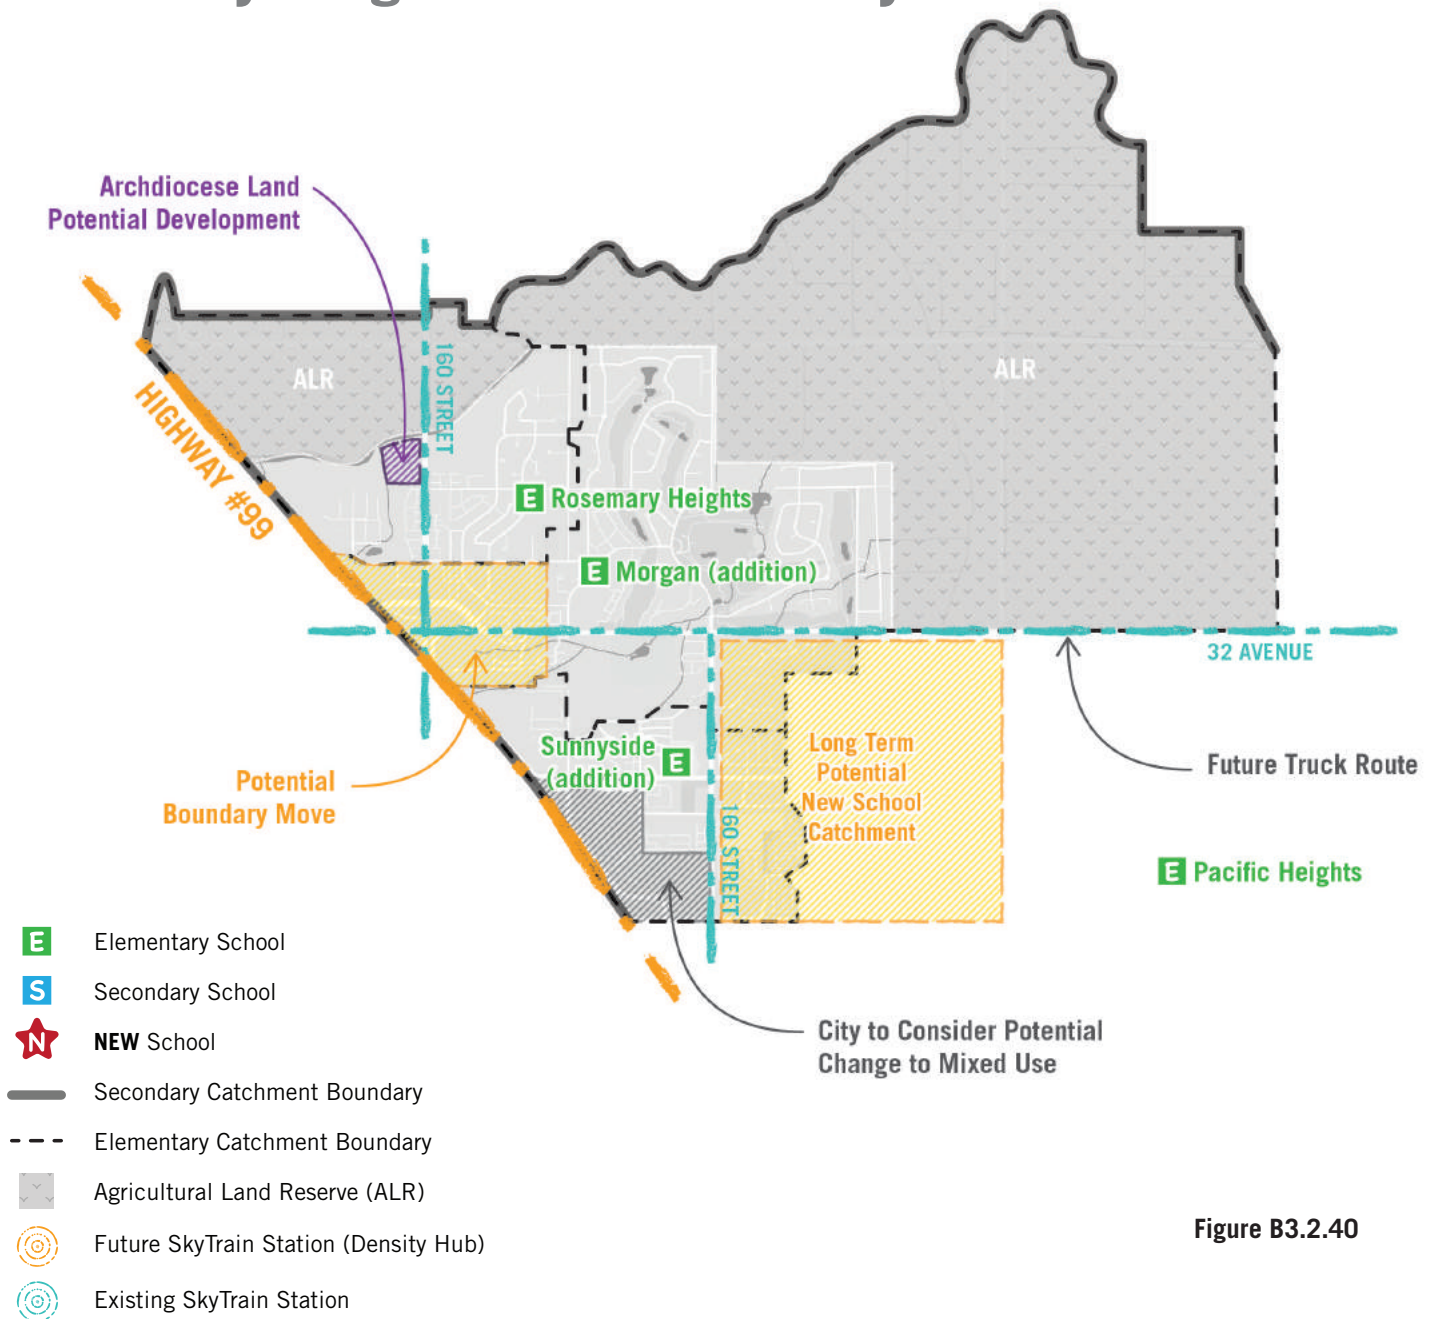 Archdiocese Land
Potential Development
160 STREET
ALR
ALR
HIGHWAY #99
E Rosemary Heights
E Morgan (addition)
32 AVENUE
Future Truck Route
Sunnyside
(addition) E
Long Term
Potential
New School
Catchment
Potential
Boundary Move
160 STREET
E Pacific Heights
City to Consider Potential
Change to Mixed Use
E Elementary School
S Secondary School
N NEW School
Secondary Catchment Boundary
Elementary Catchment Boundary
Agricultural Land Reserve (ALR)
Future SkyTrain Station (Density Hub)
Existing SkyTrain Station
Figure B3.2.40